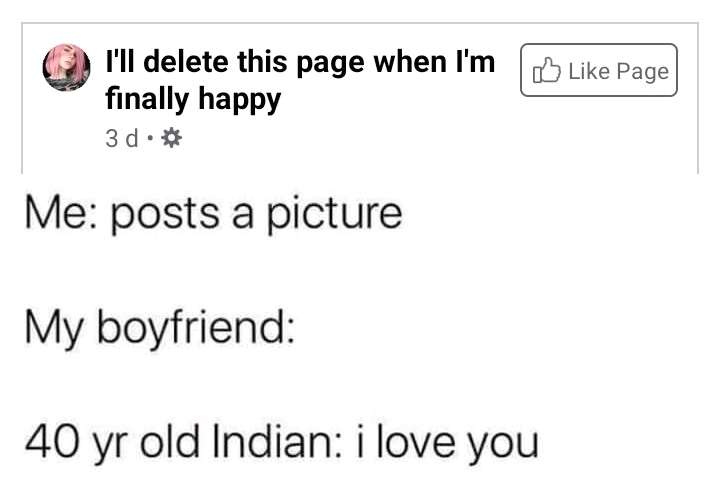 I'll delete this page when I'm
finally happy
Like Page
3 d •
Me: posts a picture
My boyfriend:
40 yr old Indian: i love you